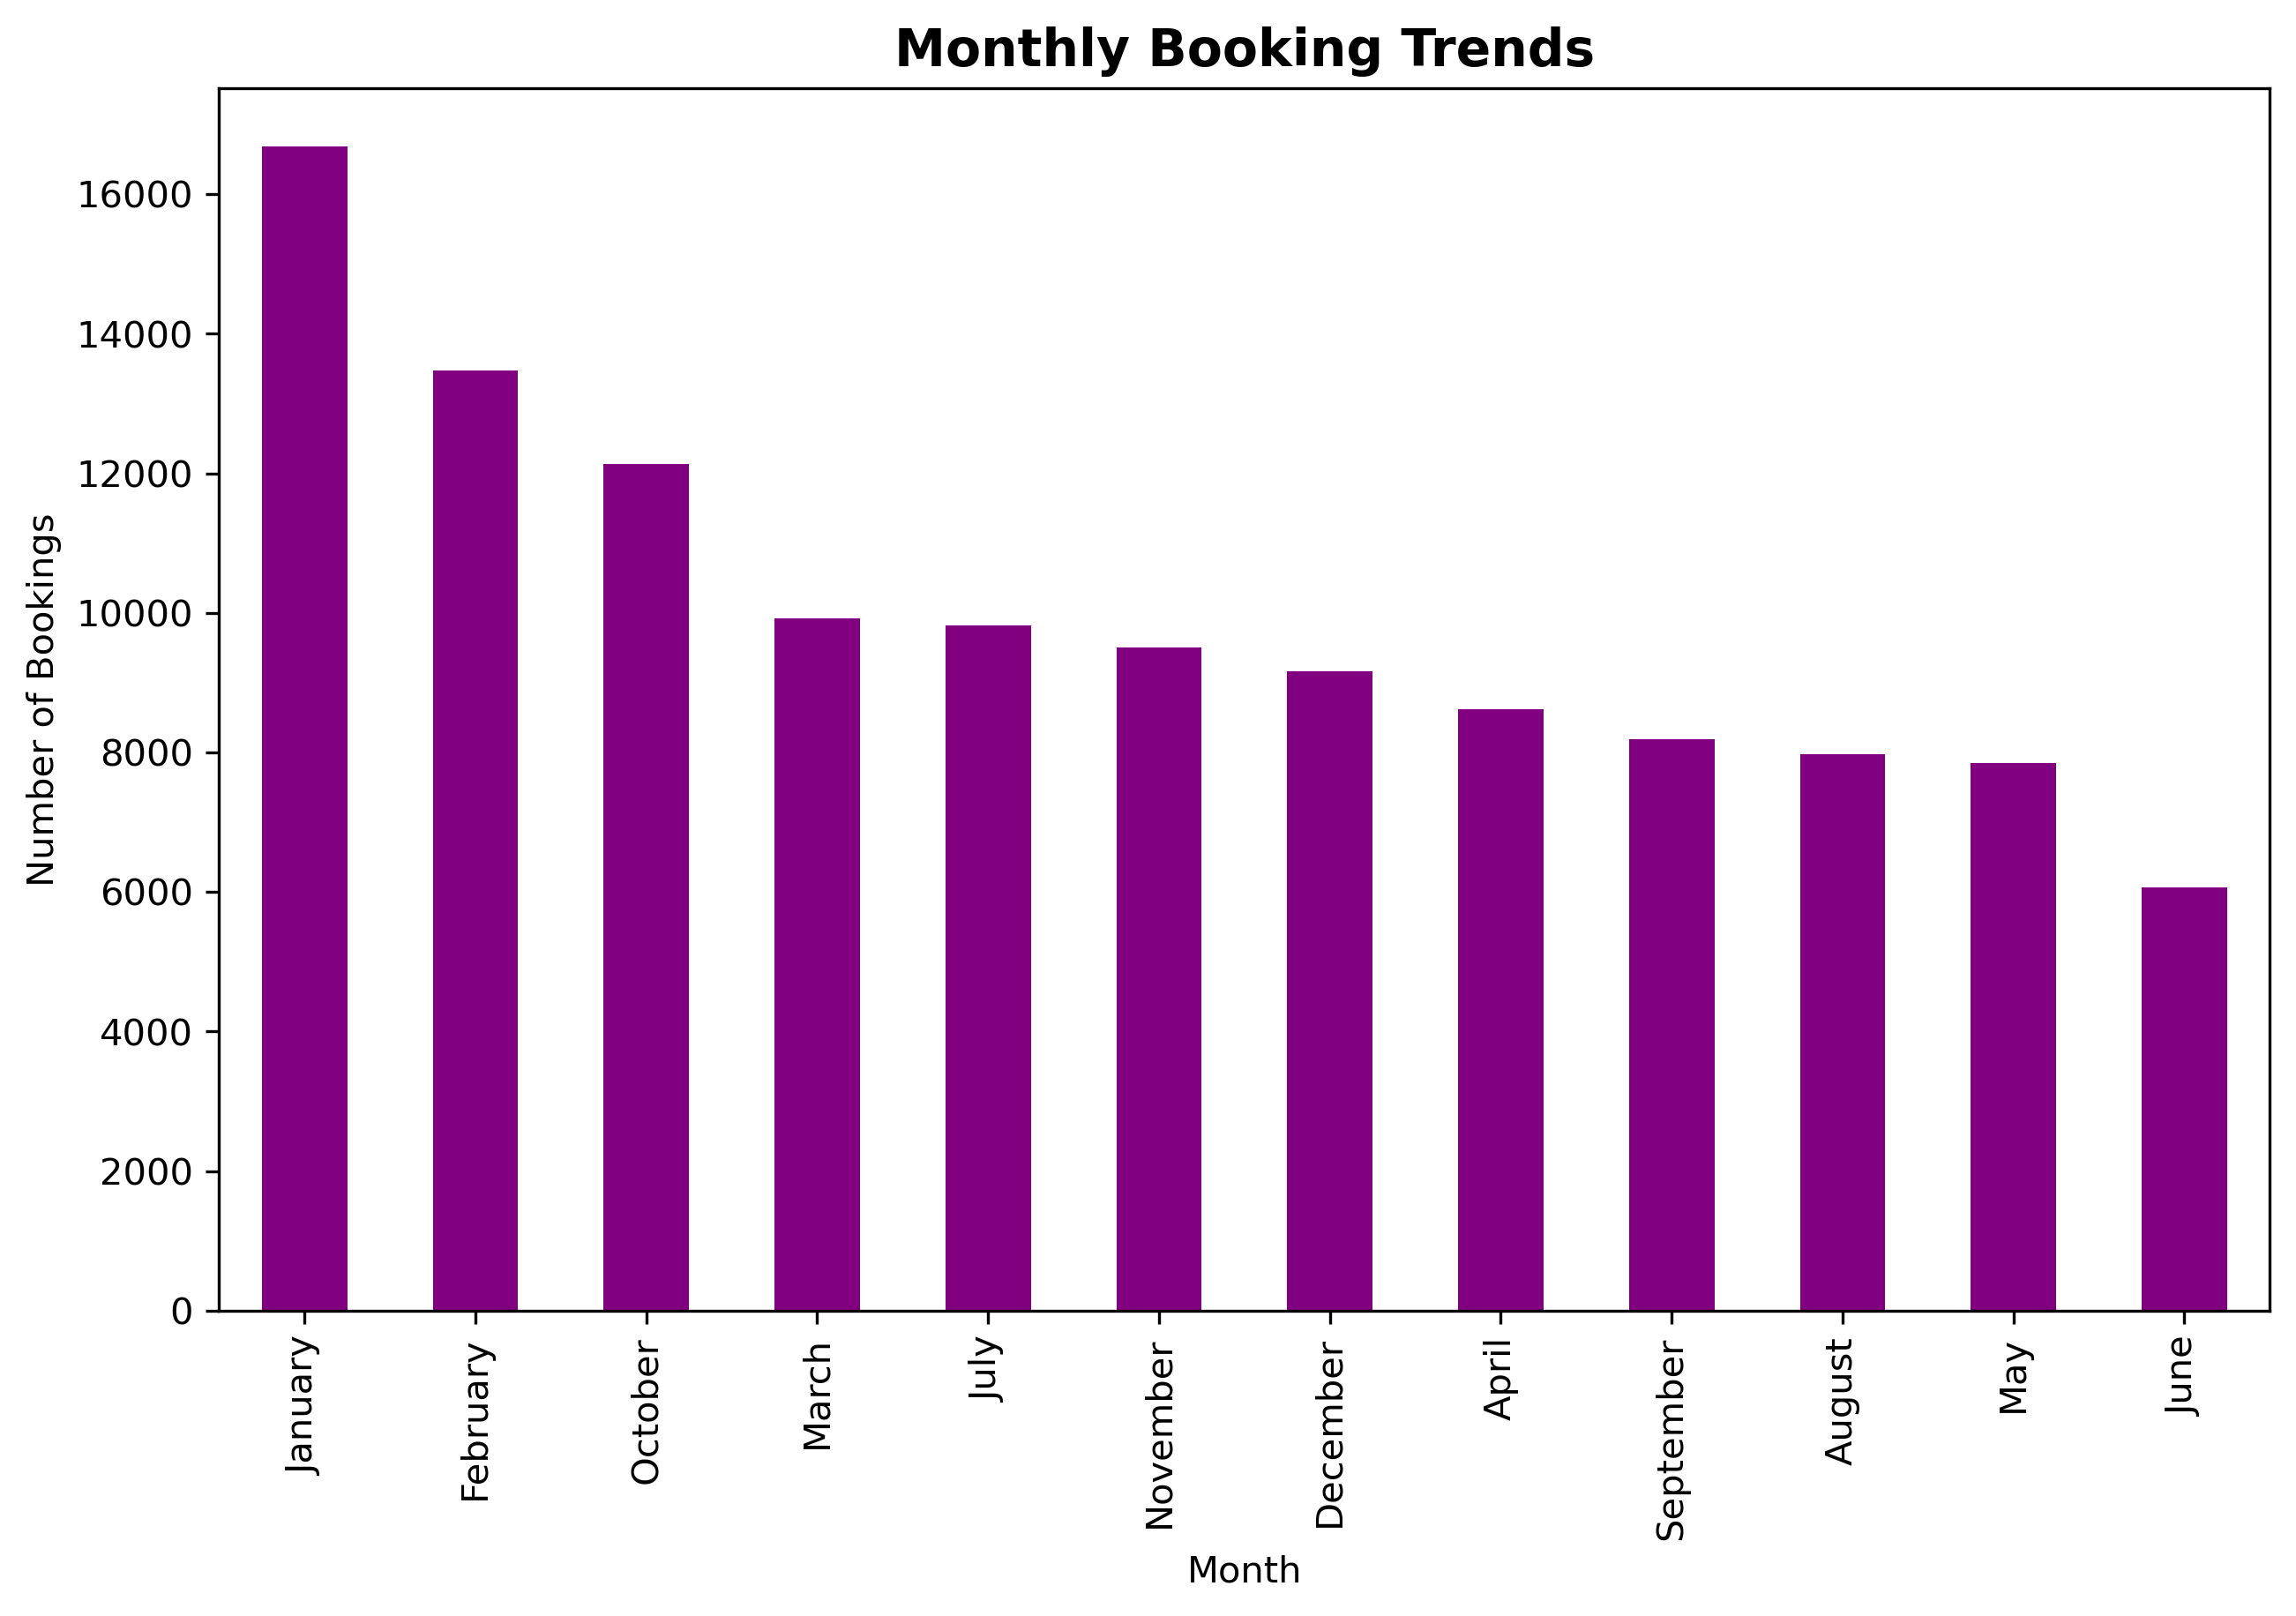 Monthly Booking Trends
Number of Bookings
16000
14000
12000
10000
8000
6000
4000
2000
0
January
February
October
March
July
November
December
April
September
August
May
June
Month